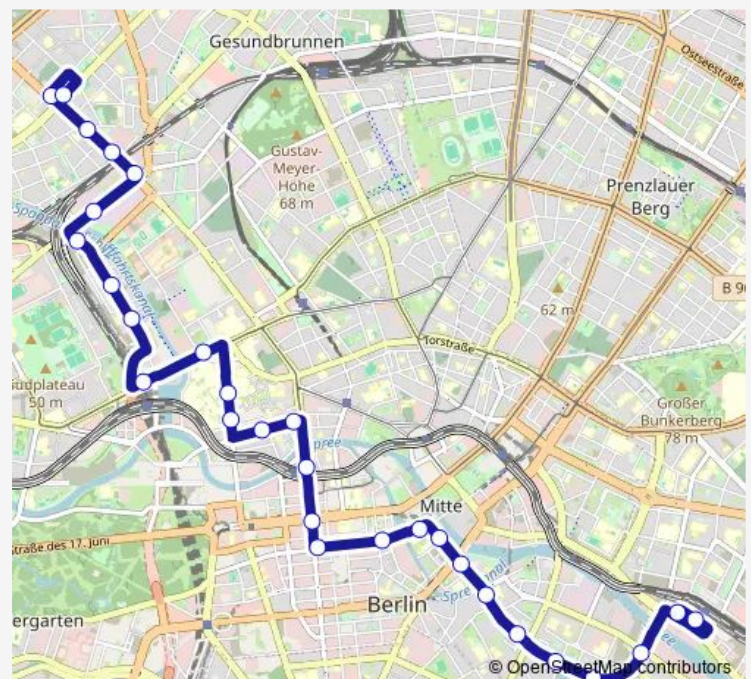 Gesundbrunnen
Ostseestraße
Gustav-
Meyer-
Höhe
68 m
Prenzlauer
Berg
B 9
62 m
Torstraße
südplateau
50 m
Großer
Bunkerberg
78 m
Spree
Mitte
Straße des 17. Juni
ergarten
Berlin
© OpenStreetMap contributors